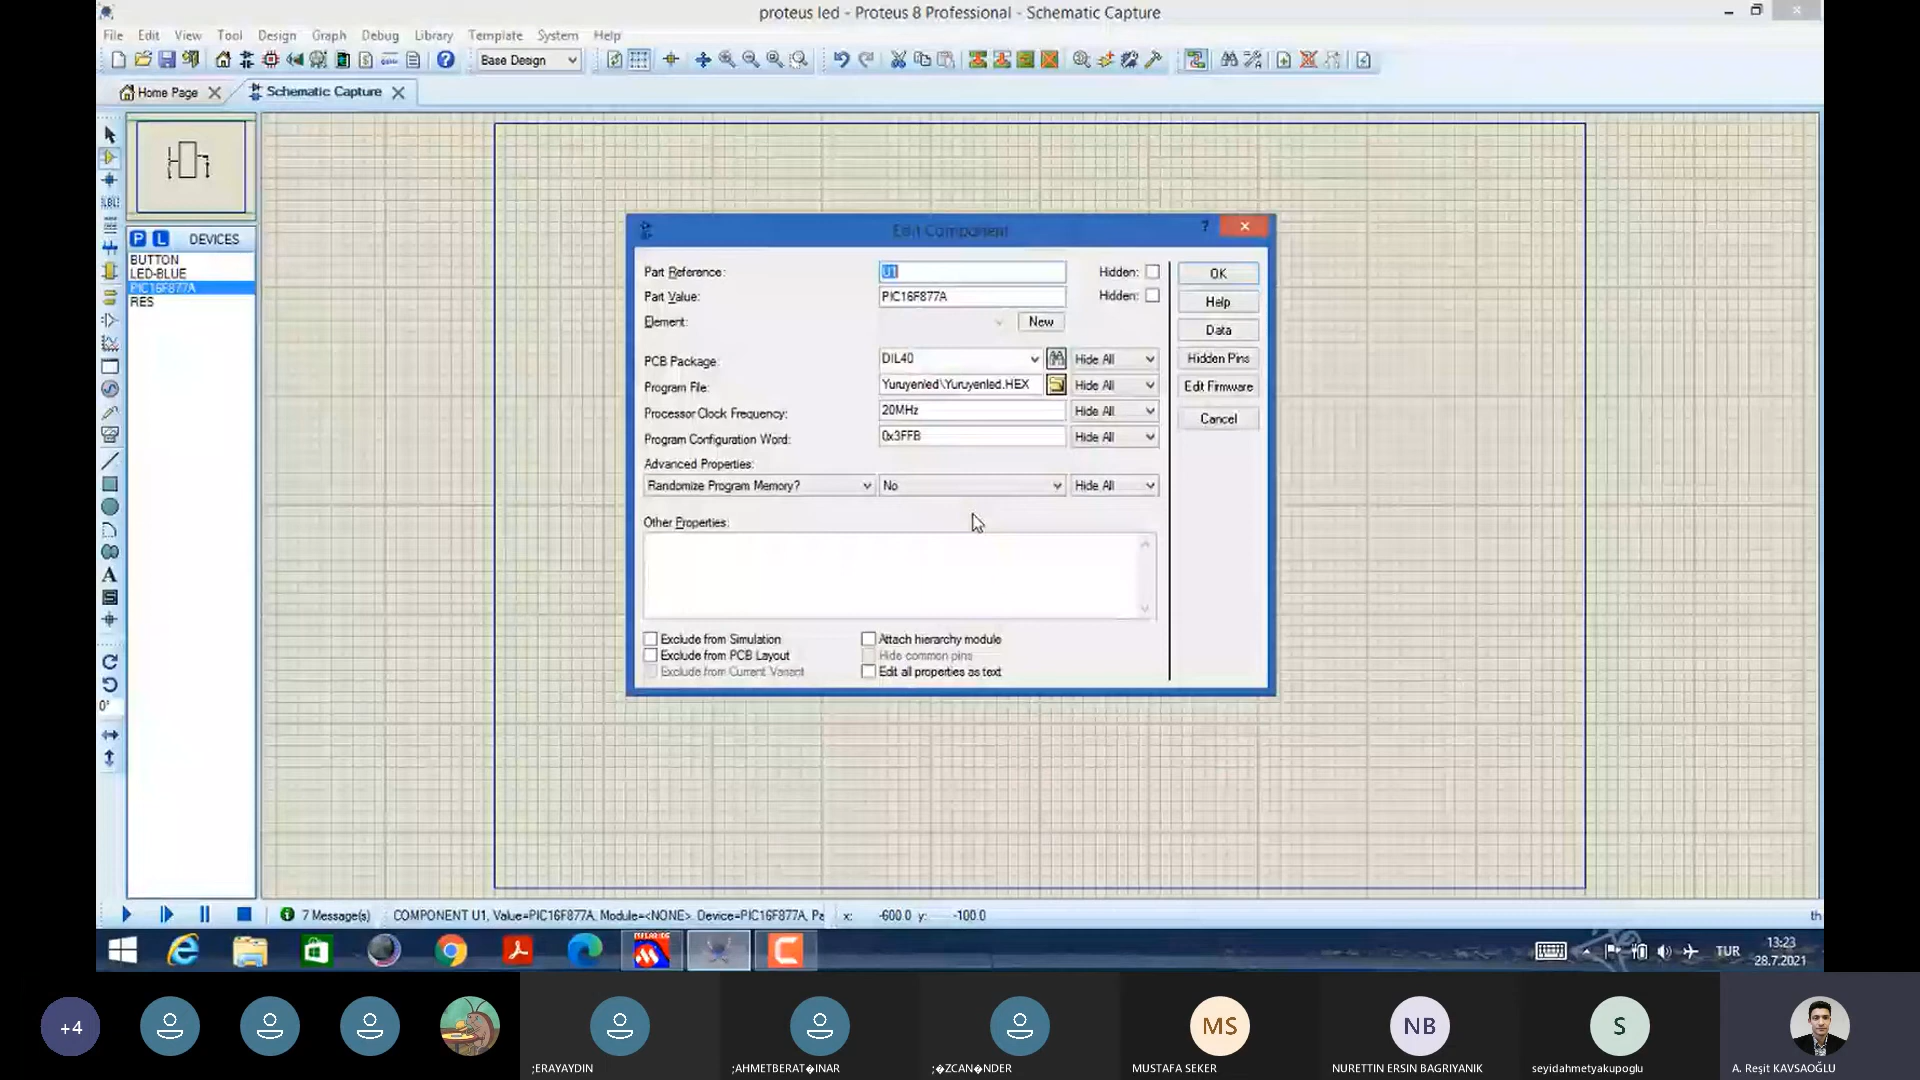 proteus led - Proteus 8 Professional - Schematic Capture
File Edit View Tool Design Graph Debug Library Template System Help
Base Design
Home Page
Schematic Capture
P L DEVICES
BUTTON
LED-BLUE
PIC16F877A
RES
LBL
A
S
0°
Edit Component
?
Part Reference: U1 Hidden:
Part Value: PIC16F877A Hidden:
Element: New
PCB Package: DIL40 Hide All
Program File: Yuruyenled\Yuruyenled.HEX Hide All
Processor Clock Frequency: 20MHz Hide All
Program Configuration Word: 0x3FFB Hide All
Advanced Properties:
Randomize Program Memory? No Hide All
Other Properties:
Exclude from Simulation
Exclude from PCB Layout
Exclude from Current Variant
Attach hierarchy module
Hide common pins
Edit all properties as text
OK
Help
Data
Hidden Pins
Edit Firmware
Cancel
7 Message(s) COMPONENT U1, Value=PIC16F877A, Module=<NONE>, Device=PIC16F877A, Pa x: -600.0 y: -100.0 th
TUR
13:23
28.7.2021
+4
MS
NB
S
;ERAYAYDIN
;AHMETBERAT�INAR
;�ZCAN�NDER
MUSTAFA SEKER
NURETTIN ERSIN BAGRIYANIK
seyidahmetyakupoglu
A. Reşit KAVSAOĞLU